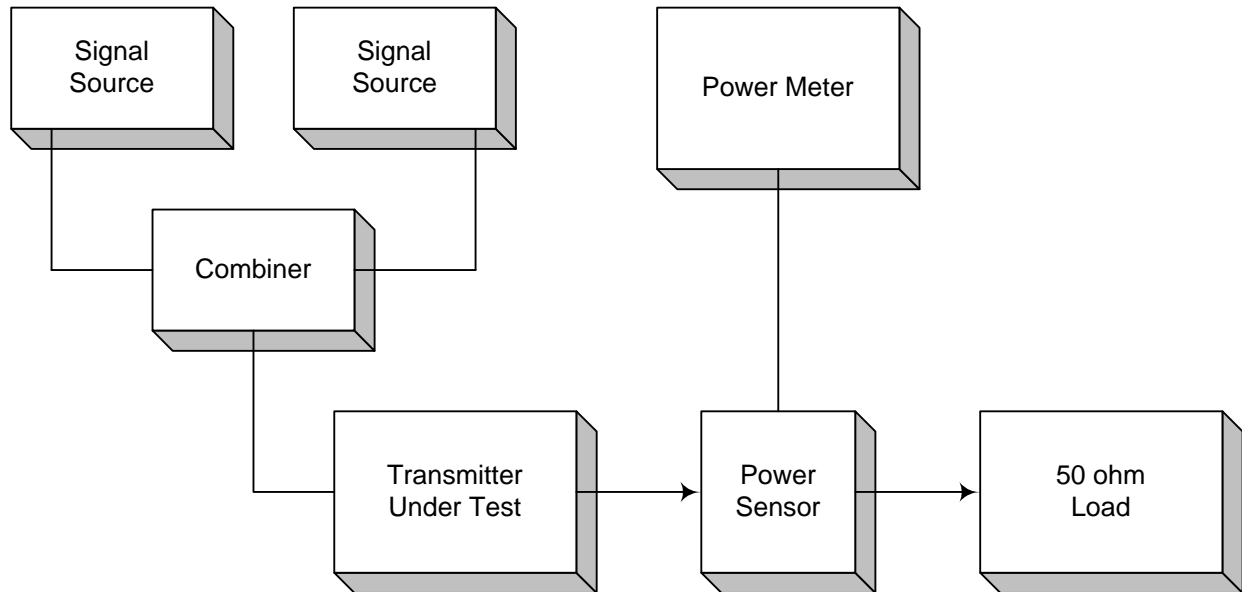 Signal
Source
Signal
Source
Power Meter
Combiner
Transmitter
Under Test
Power
Sensor
50 ohm
Load